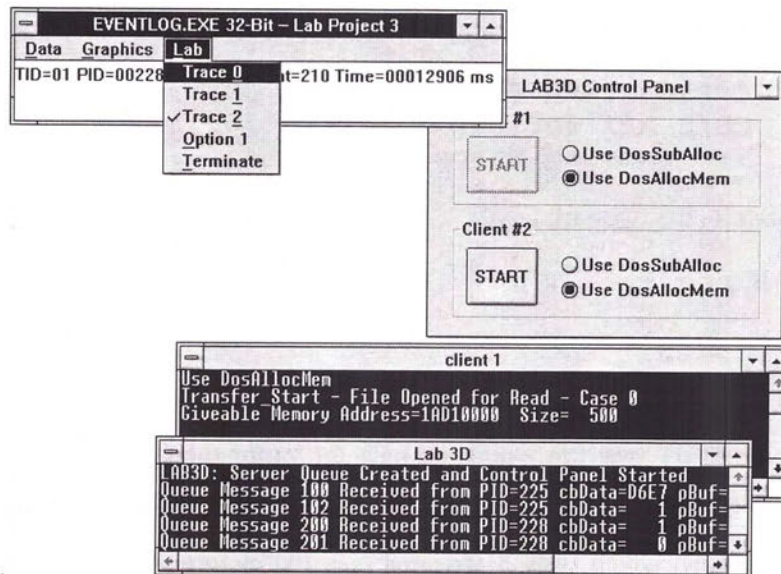 EVENTLOG.EXE 32-Bit – Lab Project 3
Data Graphics Lab
TID=01 PID=00228 t=210 Time=00012906 ms
Trace 0
Trace 1
✓Trace 2
Option 1
Terminate
LAB3D Control Panel
#1
START
Use DosSubAlloc
Use DosAllocMem
Client #2
START
Use DosSubAlloc
Use DosAllocMem
client 1
Use DosAllocMem
Transfer_Start - File Opened for Read - Case 0
Giveable Memory Address=1AD10000 Size= 500
Lab 3D
LAB3D: Server Queue Created and Control Panel Started
Queue Message 100 Received from PID=225 cbData=D6E7 pBuf=
Queue Message 102 Received from PID=225 cbData= 1 pBuf=
Queue Message 200 Received from PID=228 cbData= 1 pBuf=
Queue Message 201 Received from PID=228 cbData= 0 pBuf=